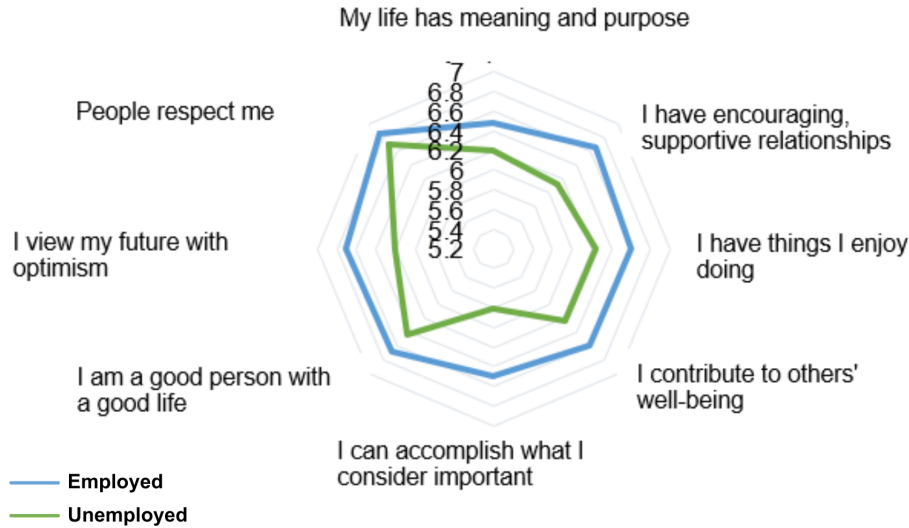 My life has meaning and purpose
7
6.8
6.6
6.4
6.2
6
5.8
5.6
5.4
5.2
People respect me
I have encouraging,
supportive relationships
I view my future with
optimism
I have things I enjoy
doing
I am a good person with
a good life
I contribute to others'
well-being
I can accomplish what I
consider important
Employed
Unemployed